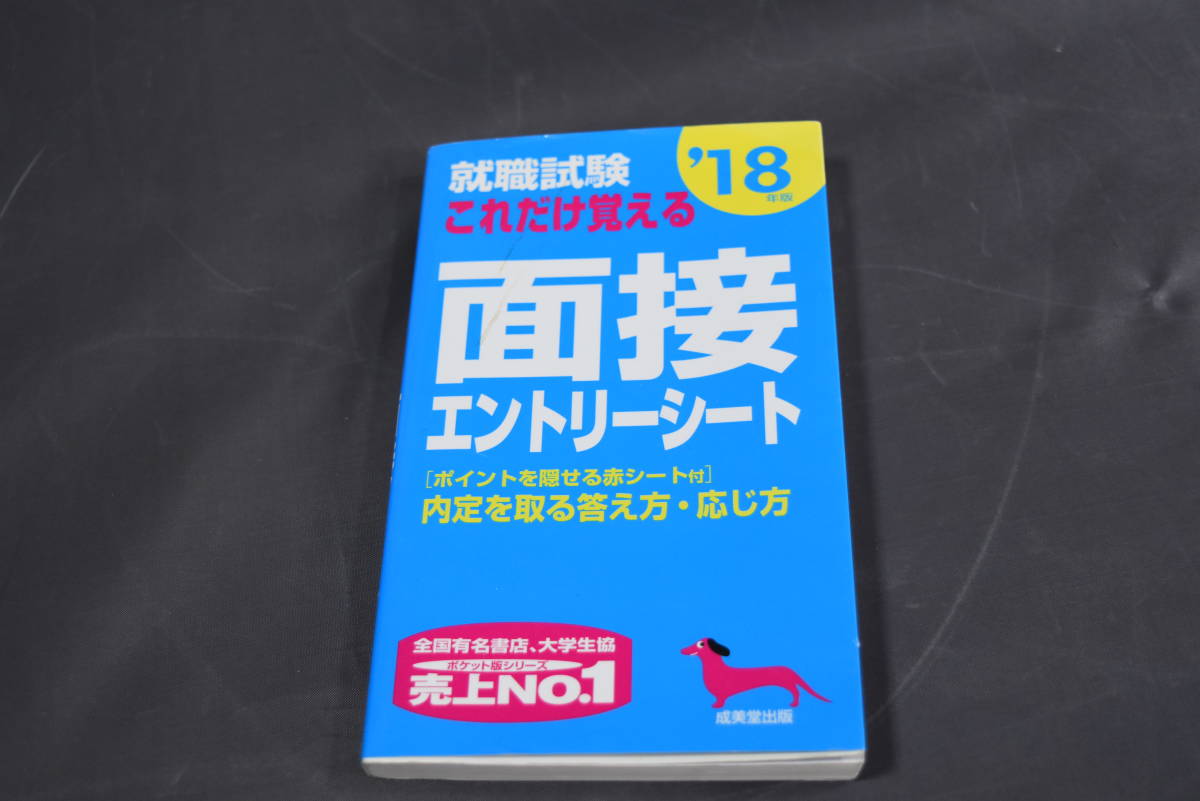 就職試験
これだけ覚える
’18
年版
面接
エントリーシート
[ポイントを隠せる赤シート付]
内定を取る答え方・応じ方
全国有名書店、大学生協
ポケット版シリーズ
売上NO.1
成美堂出版